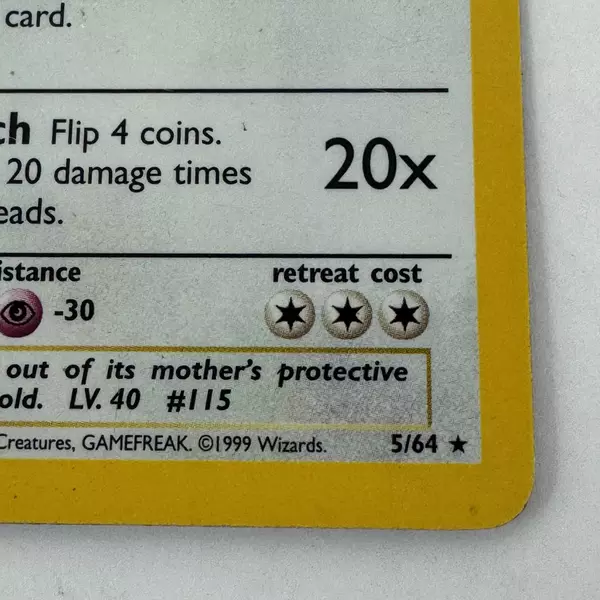 card.
ch Flip 4 coins.
20 damage times 20x
eads.
istance retreat cost
-30
out of its mother's protective
old. LV. 40 #115
Creatures, GAMEFREAK. ©1999 Wizards. 5/64 ★